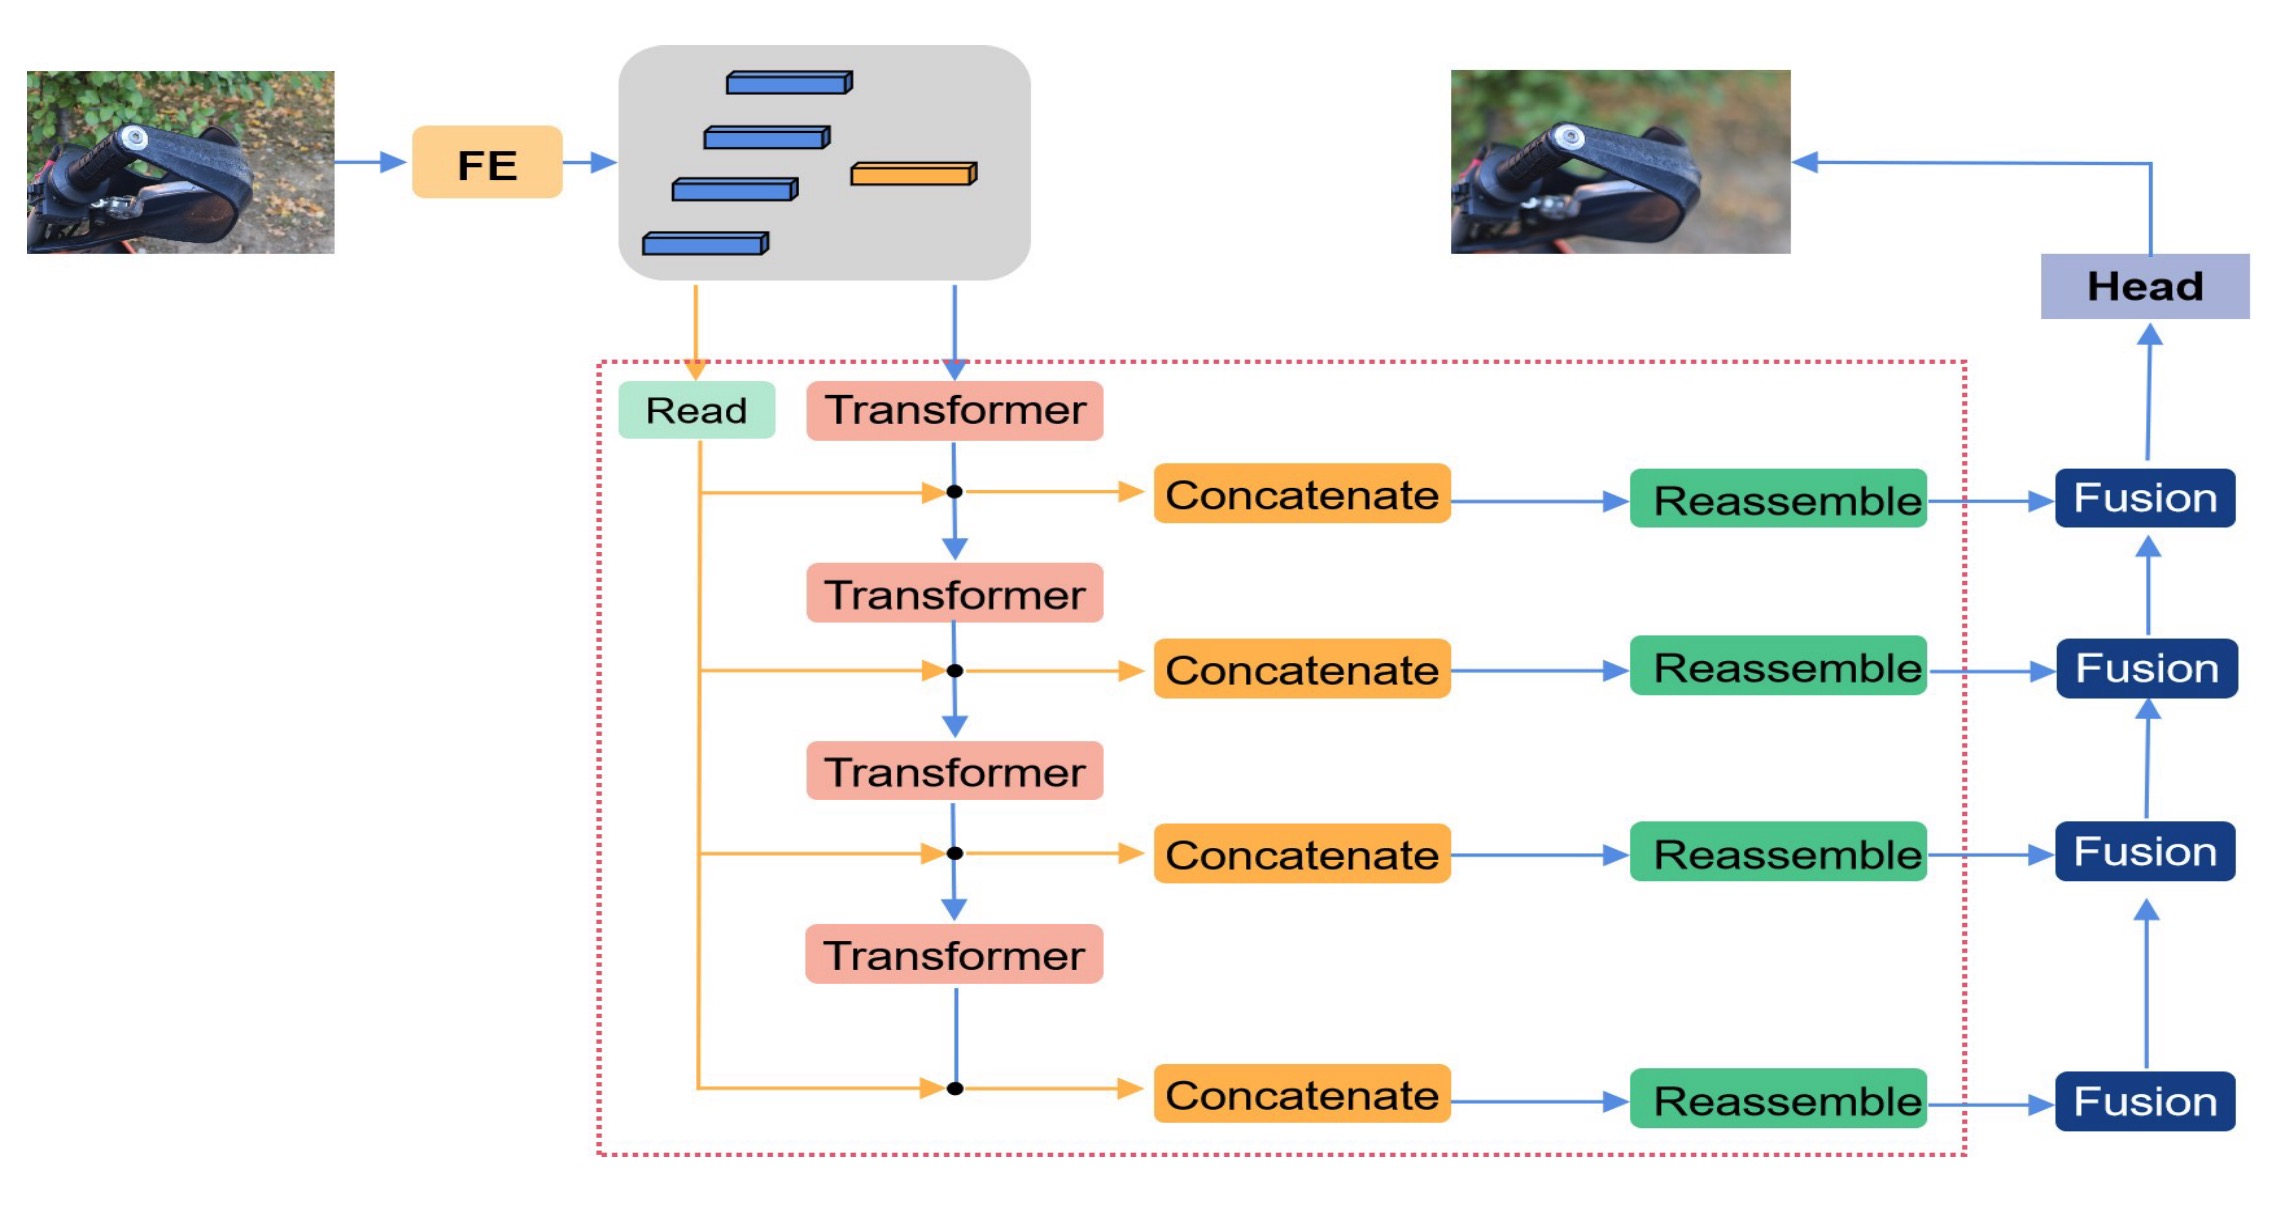 FE
Head
Read
Transformer
Concatenate
Reassemble
Fusion
Transformer
Concatenate
Reassemble
Fusion
Transformer
Concatenate
Reassemble
Fusion
Transformer
Concatenate
Reassemble
Fusion